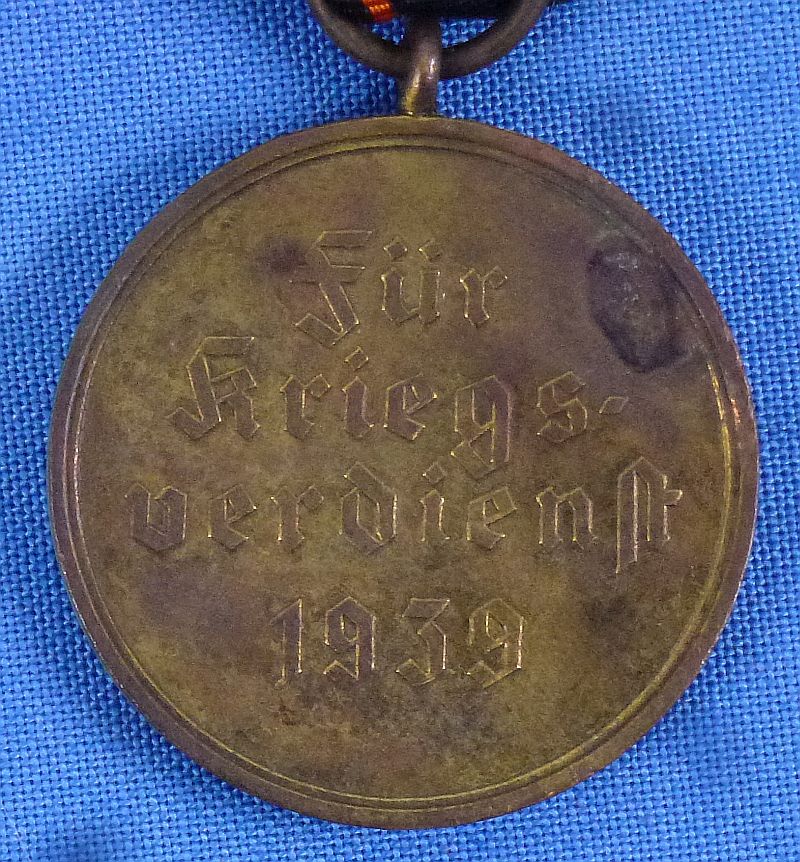 Für
Kriegs-
verdienst
1939